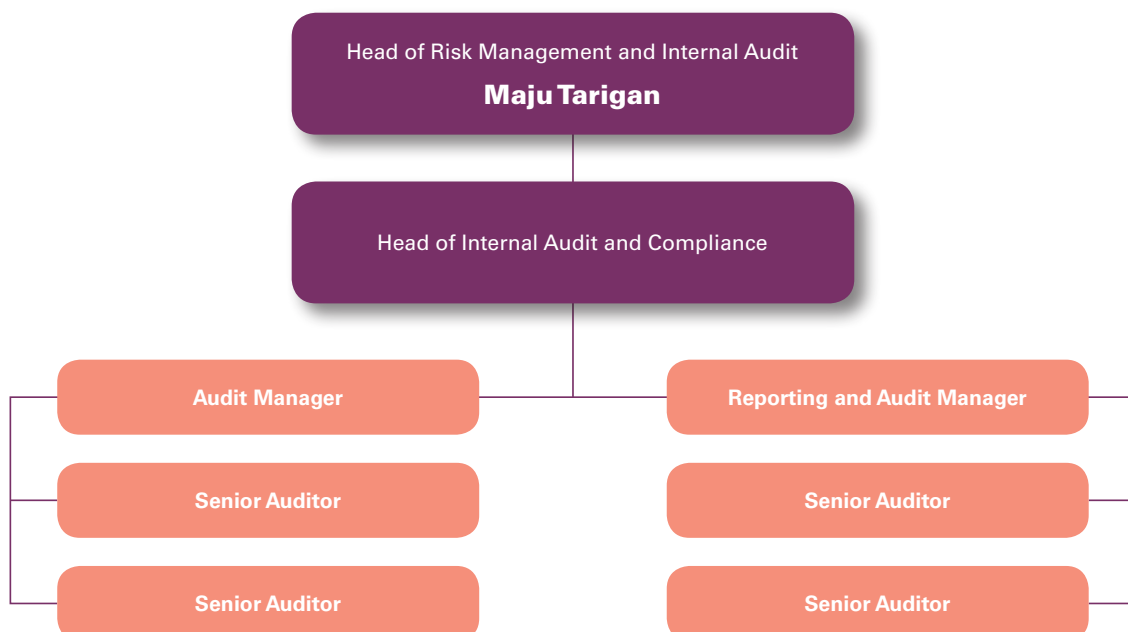 Head of Risk Management and Internal Audit
Maju Tarigan
Head of Internal Audit and Compliance
Audit Manager
Reporting and Audit Manager
Senior Auditor
Senior Auditor
Senior Auditor
Senior Auditor